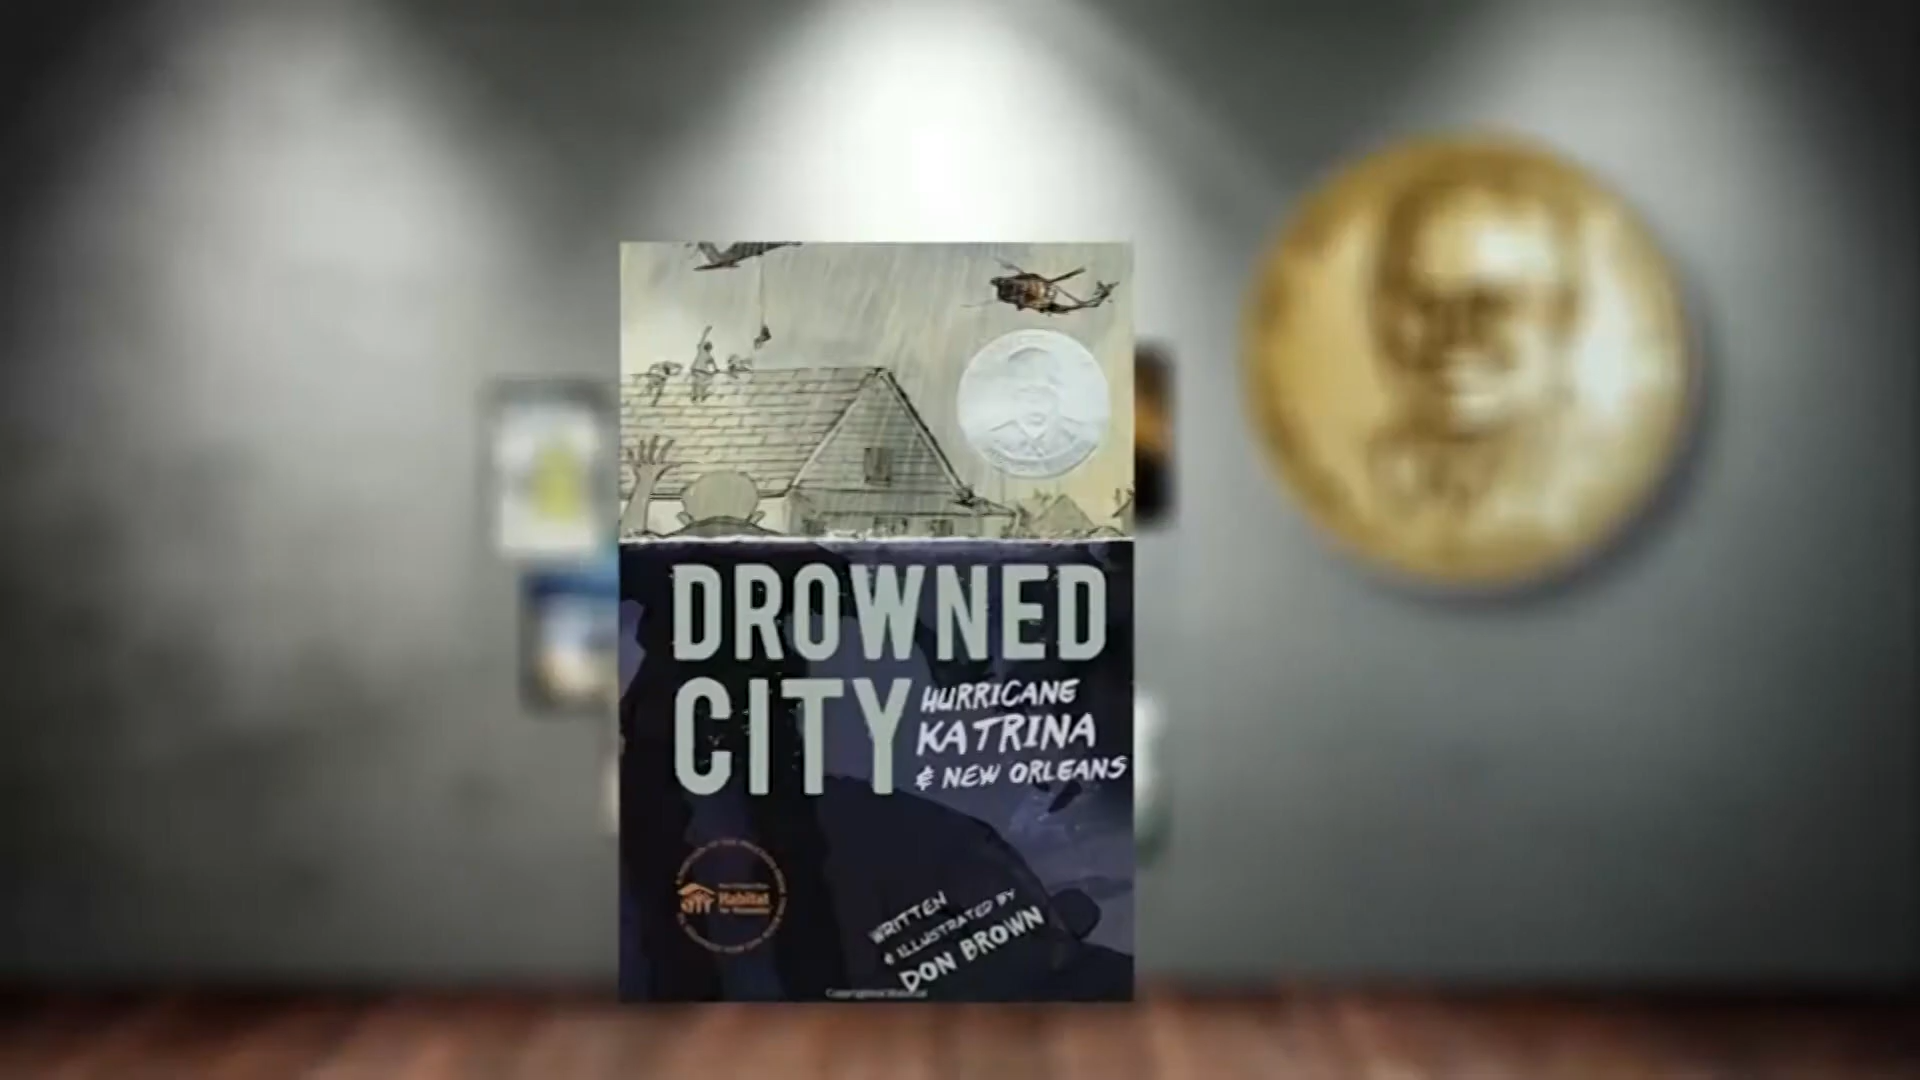 DROWNED
CITY
HURRICANE
KATRINA
& NEW ORLEANS
Habitat
WRITTEN
& ILLUSTRATED BY
DON BROWN